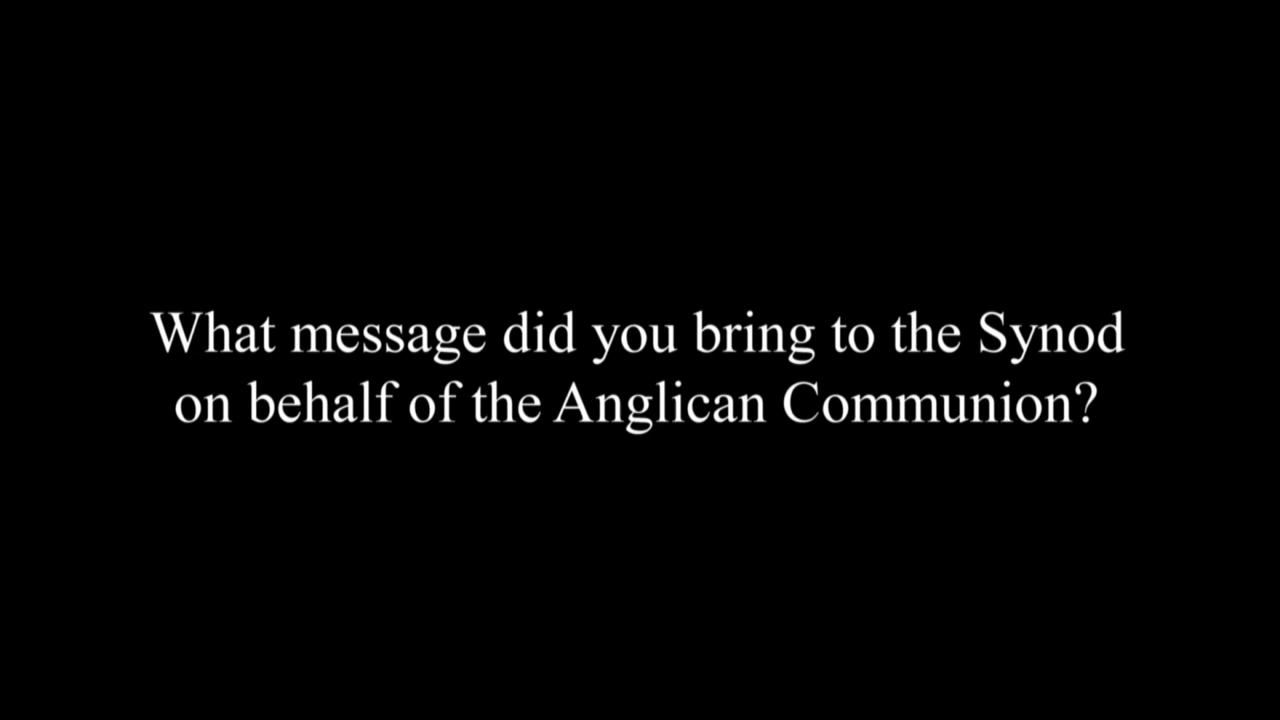 What message did you bring to the Synod
on behalf of the Anglican Communion?